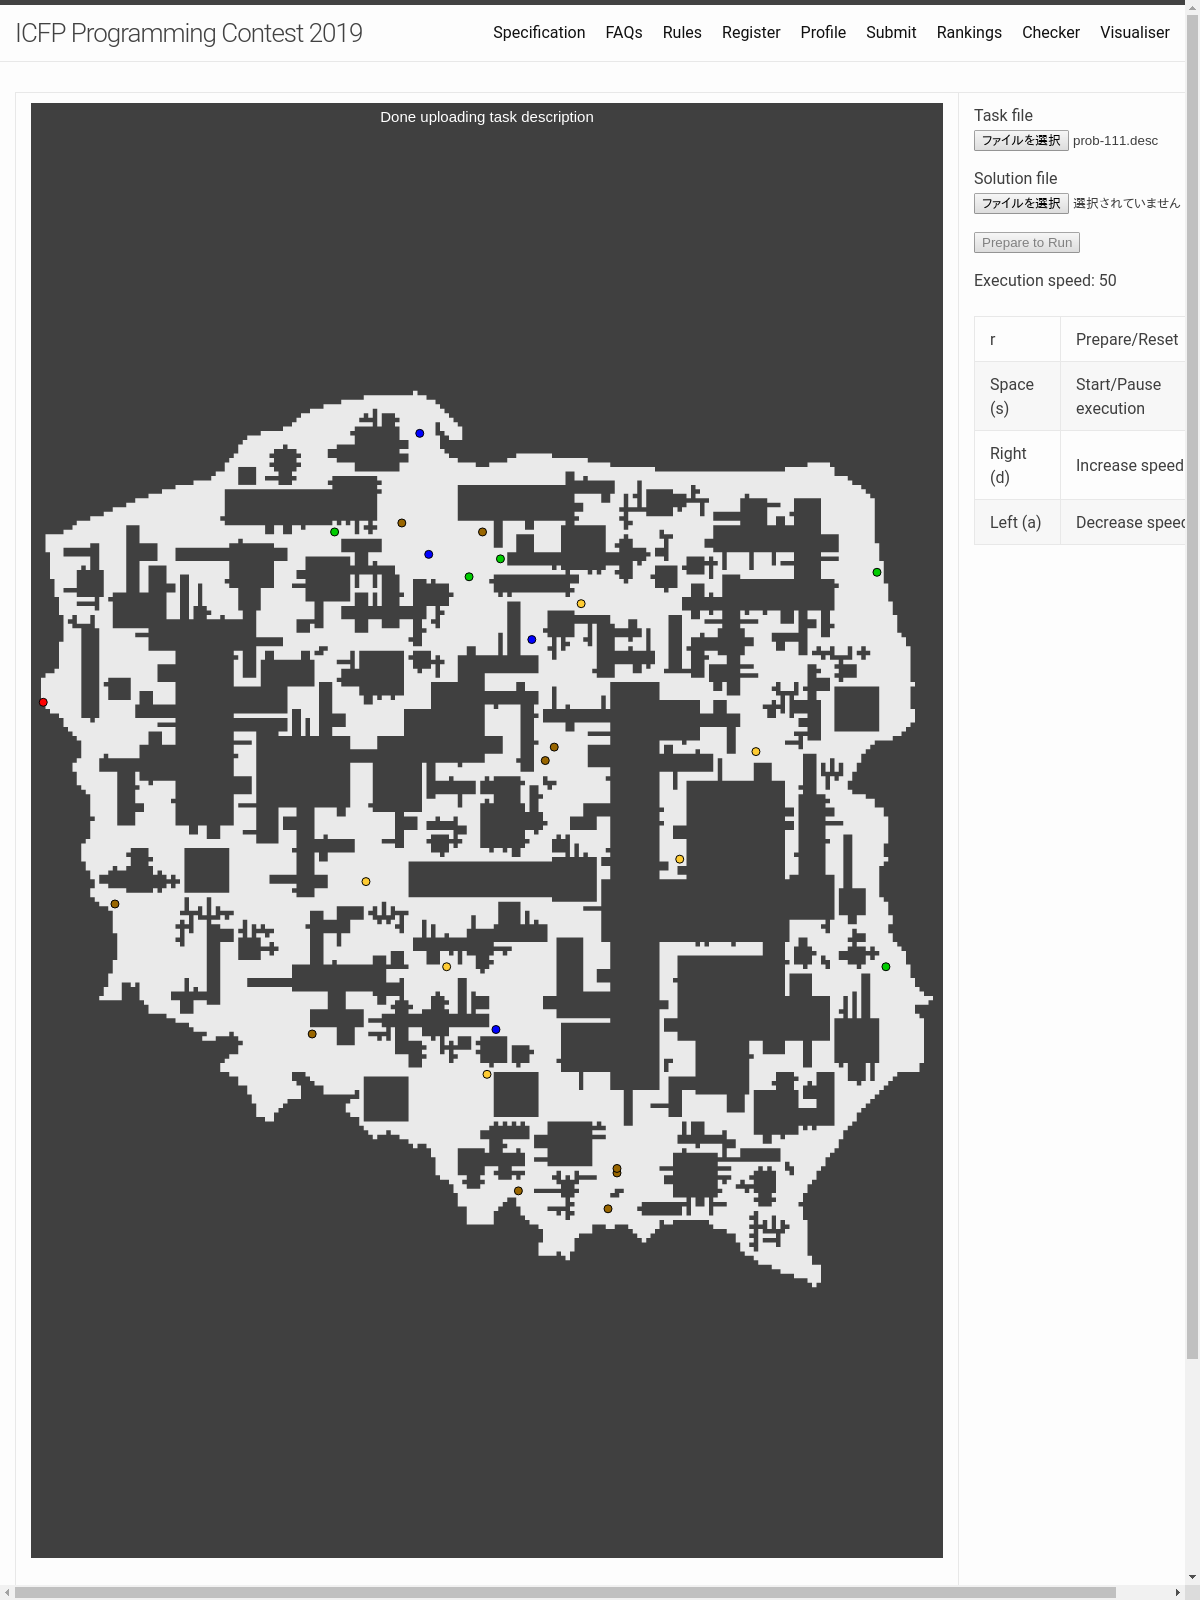 ICFP Programming Contest 2019
Specification FAQs Rules Register Profile Submit Rankings Checker Visualiser
Done uploading task description
Task file
ファイルを選択 prob-111.desc
Solution file
ファイルを選択 選択されていません
Prepare to Run
Execution speed: 50
r Prepare/Reset
Space (s) Start/Pause execution
Right (d) Increase speed
Left (a) Decrease speed